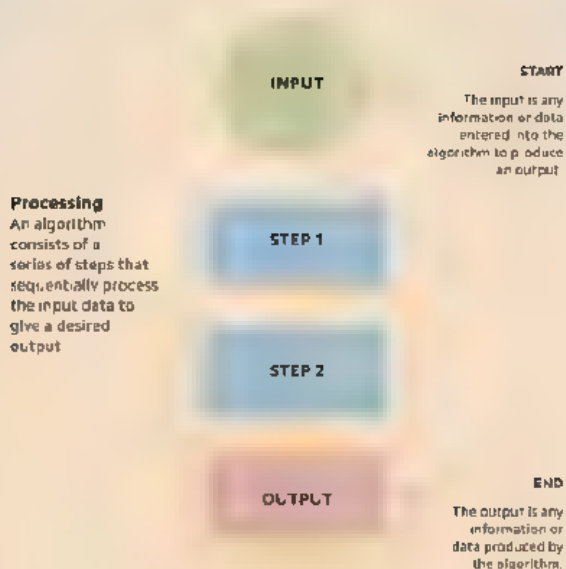 INPUT
START
The input is any
information or data
entered into the
algorithm to produce
an output
Processing
An algorithm
consists of a
series of steps that
sequentially process
the input data to
give a desired
output
STEP 1
STEP 2
OUTPUT
END
The output is any
information or
data produced by
the algorithm.